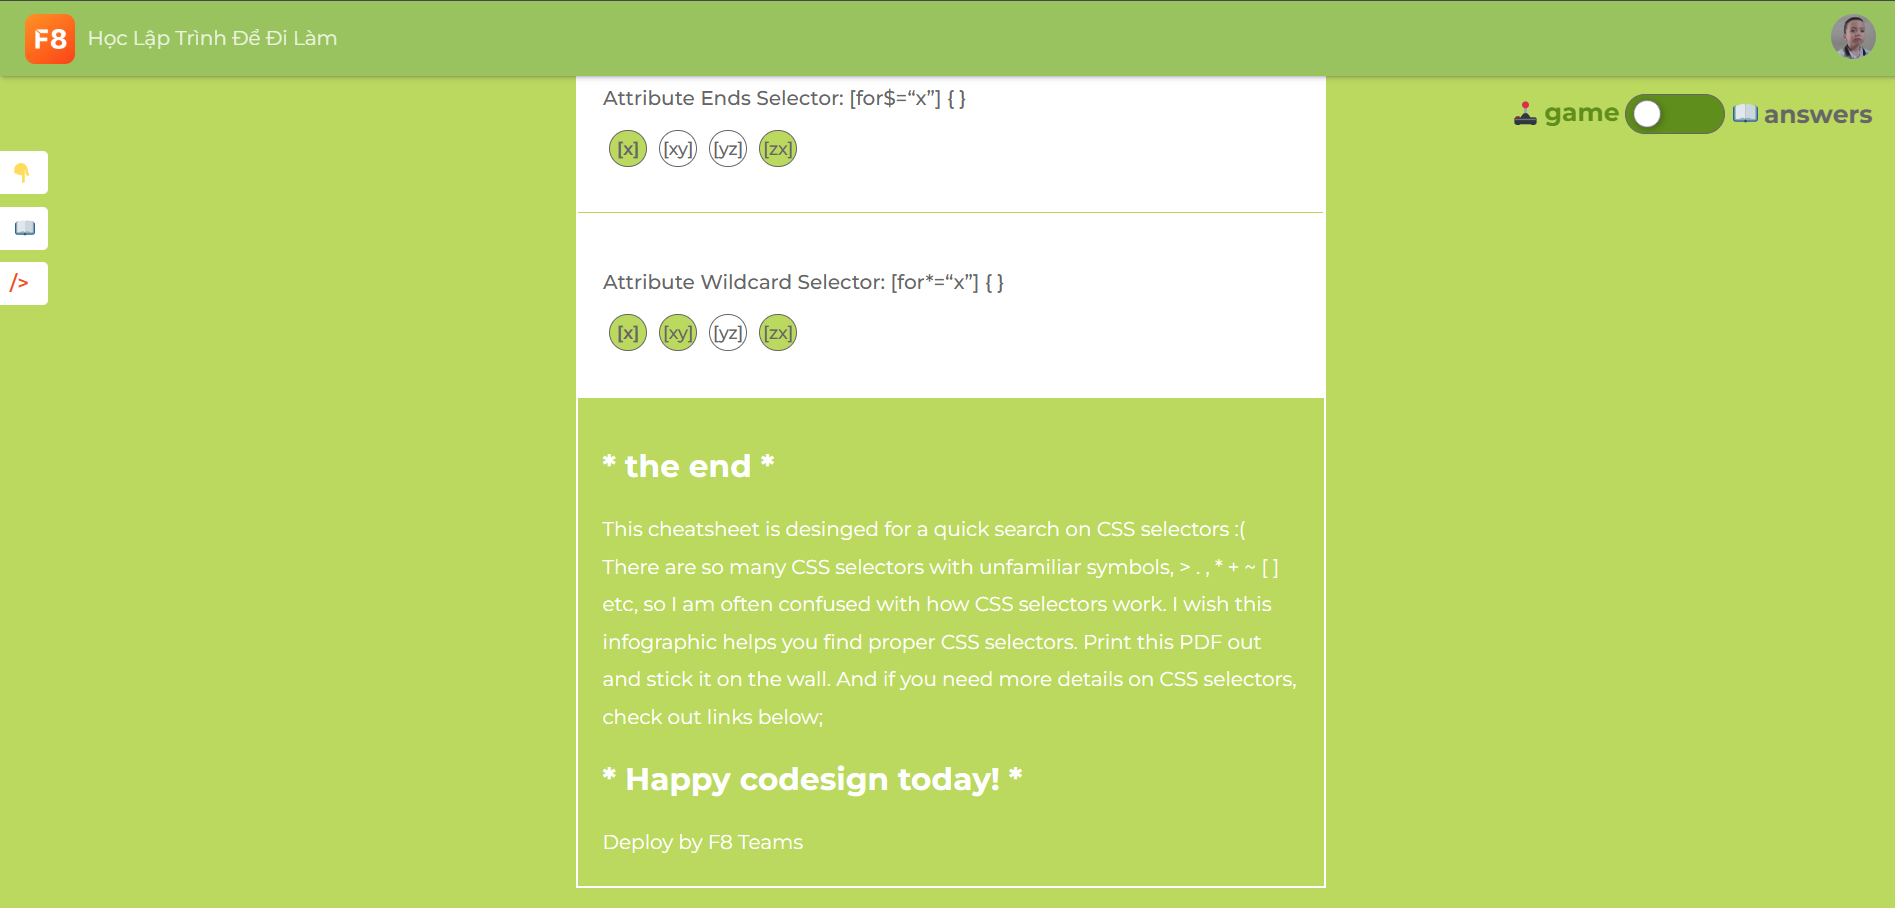 F8 Học Lập Trình Để Đi Làm
game answers
/>
Attribute Ends Selector: [for$=“x”] { }
[x] [xy] [yz] [zx]
Attribute Wildcard Selector: [for*=“x”] { }
[x] [xy] [yz] [zx]
* the end *
This cheatsheet is desinged for a quick search on CSS selectors :(
There are so many CSS selectors with unfamiliar symbols, > . , * + ~ [ ]
etc, so I am often confused with how CSS selectors work. I wish this
infographic helps you find proper CSS selectors. Print this PDF out
and stick it on the wall. And if you need more details on CSS selectors,
check out links below;
* Happy codesign today! *
Deploy by F8 Teams